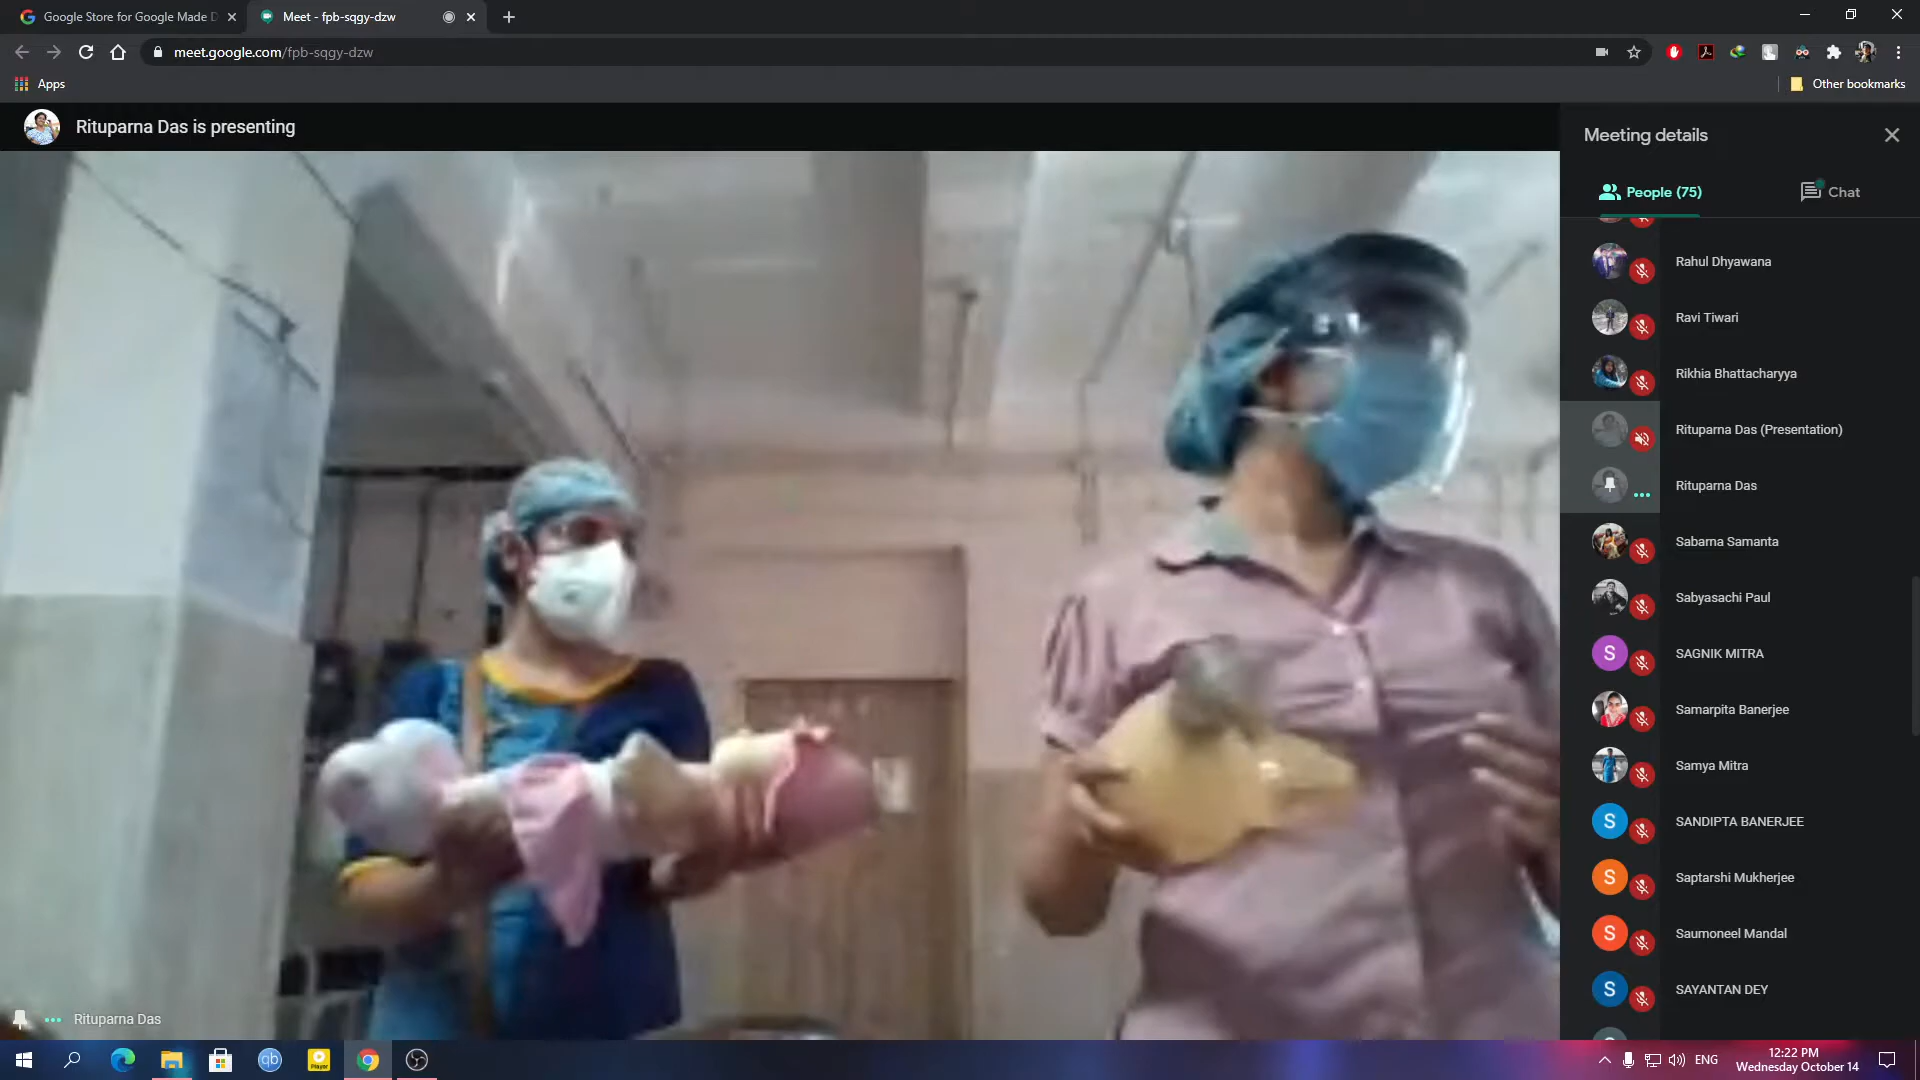 Google Store for Google Made D
Meet - fpb-sqgy-dzw
meet.google.com/fpb-sqgy-dzw
Apps
Other bookmarks
Rituparna Das is presenting
Meeting details
People (75)
Chat
Rahul Dhyawana
Ravi Tiwari
Rikhia Bhattacharyya
Rituparna Das (Presentation)
Rituparna Das
Sabarna Samanta
Sabyasachi Paul
S SAGNIK MITRA
Samarpita Banerjee
Samya Mitra
S SANDIPTA BANERJEE
S Saptarshi Mukherjee
S Saumoneel Mandal
S SAYANTAN DEY
Rituparna Das
qb
Player
ENG
12:22 PM
Wednesday October 14